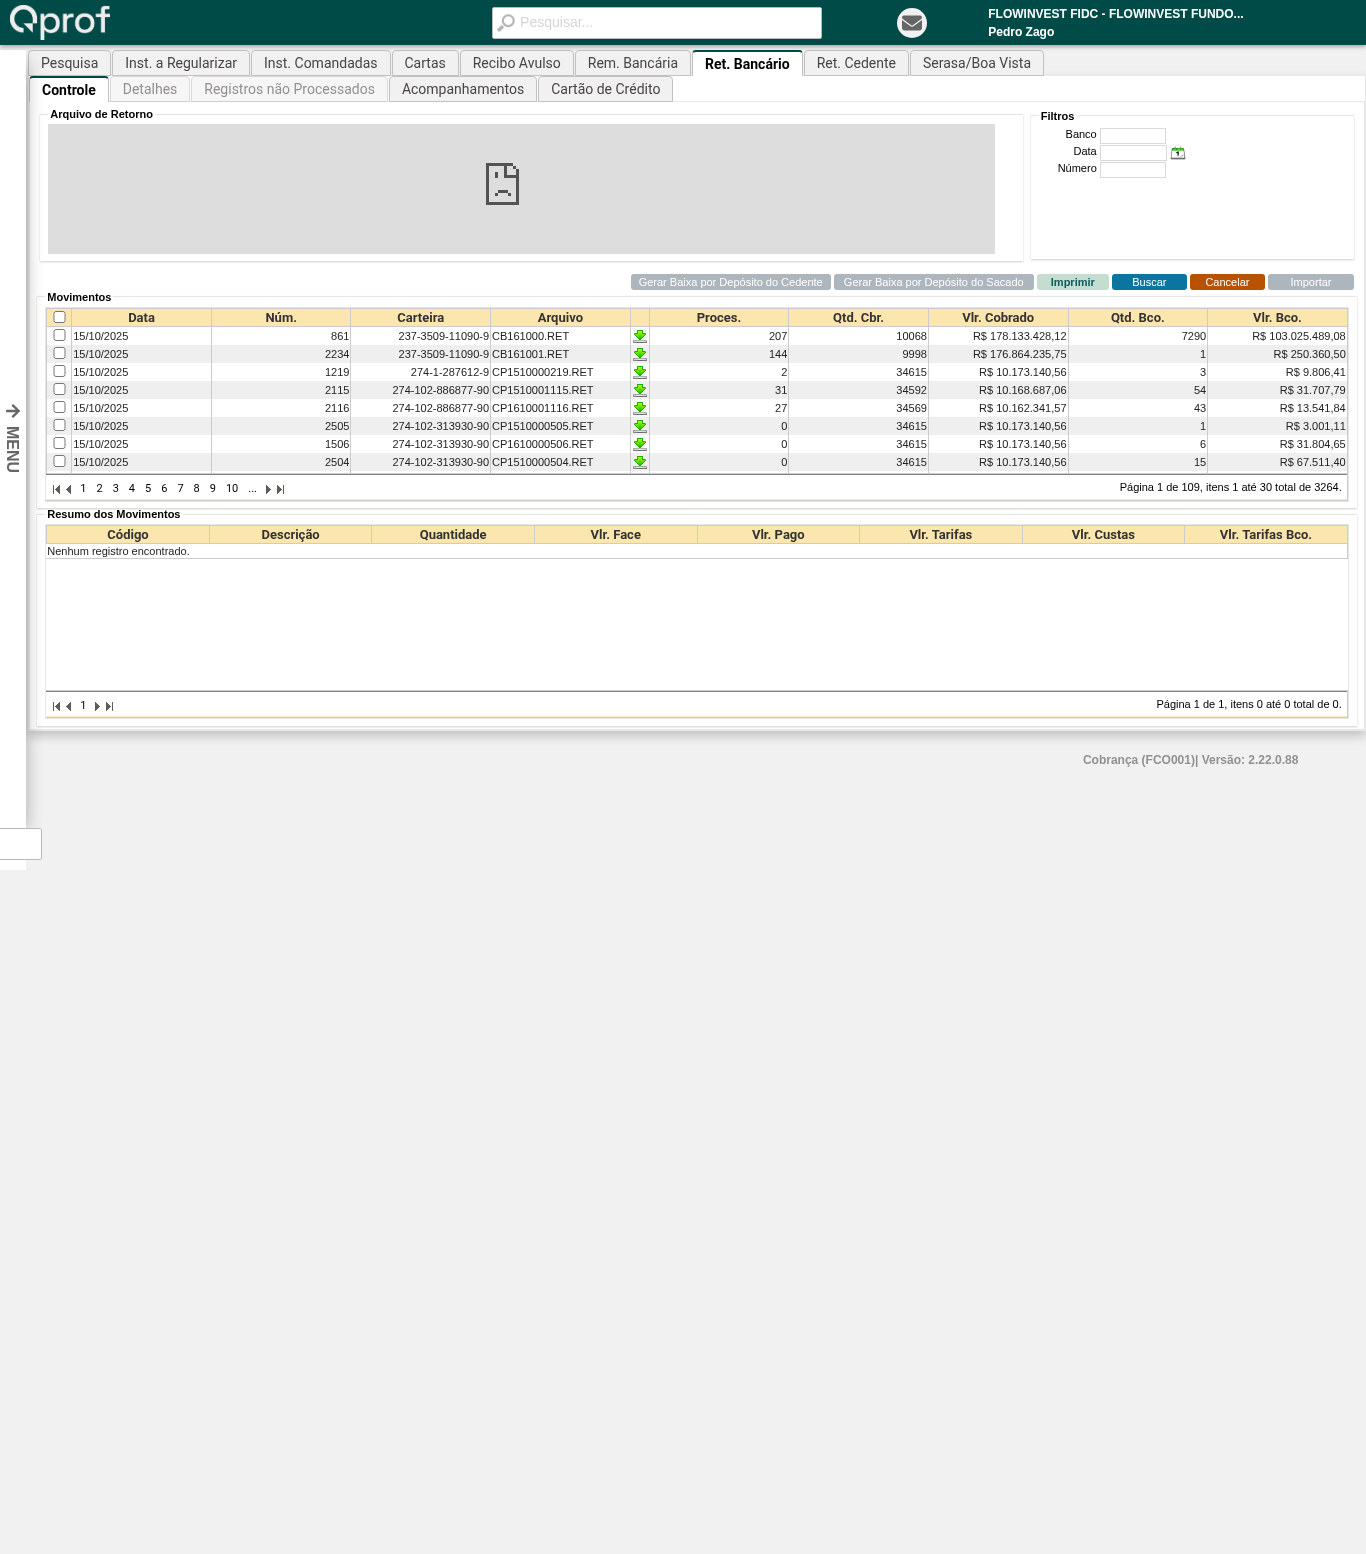 Qprof
Pesquisar...
FLOWINVEST FIDC - FLOWINVEST FUNDO...
Pedro Zago
Pesquisa Inst. a Regularizar Inst. Comandadas Cartas Recibo Avulso Rem. Bancária Ret. Bancário Ret. Cedente Serasa/Boa Vista
Controle Detalhes Registros não Processados Acompanhamentos Cartão de Crédito
Arquivo de Retorno
Filtros
Banco
Data
Número
Gerar Baixa por Depósito do Cedente Gerar Baixa por Depósito do Sacado Imprimir Buscar Cancelar Importar
Movimentos
Data Núm. Carteira Arquivo Proces. Qtd. Cbr. Vlr. Cobrado Qtd. Bco. Vlr. Bco.
15/10/2025 861 237-3509-11090-9 CB161000.RET 207 10068 R$ 178.133.428,12 7290 R$ 103.025.489,08
15/10/2025 2234 237-3509-11090-9 CB161001.RET 144 9998 R$ 176.864.235,75 1 R$ 250.360,50
15/10/2025 1219 274-1-287612-9 CP1510000219.RET 2 34615 R$ 10.173.140,56 3 R$ 9.806,41
15/10/2025 2115 274-102-886877-90 CP1510001115.RET 31 34592 R$ 10.168.687,06 54 R$ 31.707,79
15/10/2025 2116 274-102-886877-90 CP1610001116.RET 27 34569 R$ 10.162.341,57 43 R$ 13.541,84
15/10/2025 2505 274-102-313930-90 CP1510000505.RET 0 34615 R$ 10.173.140,56 1 R$ 3.001,11
15/10/2025 1506 274-102-313930-90 CP1610000506.RET 0 34615 R$ 10.173.140,56 6 R$ 31.804,65
15/10/2025 2504 274-102-313930-90 CP1510000504.RET 0 34615 R$ 10.173.140,56 15 R$ 67.511,40
1 2 3 4 5 6 7 8 9 10 ... Página 1 de 109, itens 1 até 30 total de 3264.
MENU
Resumo dos Movimentos
Código Descrição Quantidade Vlr. Face Vlr. Pago Vlr. Tarifas Vlr. Custas Vlr. Tarifas Bco.
Nenhum registro encontrado.
1 Página 1 de 1, itens 0 até 0 total de 0.
Cobrança (FCO001)| Versão: 2.22.0.88